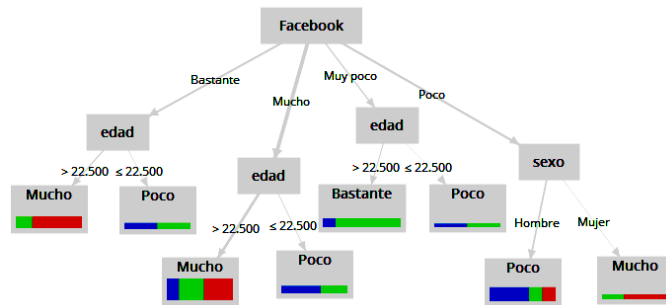 Facebook
Bastante
Mucho
Muy poco
Poco
edad
edad
edad
sexo
> 22.500
≤ 22.500
> 22.500
≤ 22.500
> 22.500
≤ 22.500
Hombre
Mujer
Mucho
Poco
Bastante
Poco
Mucho
Poco
Poco
Mucho